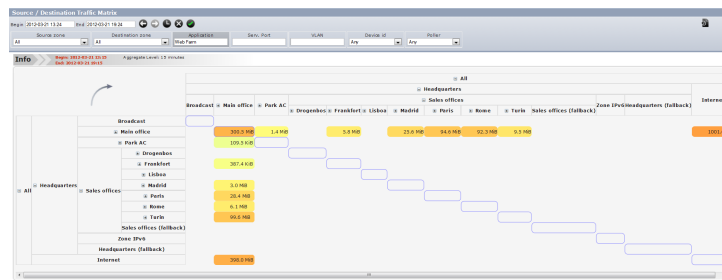 Source / Destination Traffic Matrix
Begin: 2012-03-21 13:24 End: 2012-03-21 19:24
Source zone Destination zone Application Serv. Port VLAN Device id Poller
All All Web Farm Any Any
Info Begin: 2012-03-21 13:15 Aggregate Level: 15 minutes
End: 2012-03-21 19:15
All
Headquarters
Sales offices
Broadcast Main office Park AC Drogenbos Frankfort Lisboa Madrid Paris Rome Turin Sales offices (fallback) Zone IPv6 Headquarters (fallback) Internet
Broadcast
Main office 300.5 MiB 1.4 MiB 5.8 MiB 25.6 MiB 94.6 MiB 92.3 MiB 9.5 MiB 1001.
Park AC 109.5 KiB
Drogenbos
Frankfort 387.4 KiB
Lisboa
All Headquarters Sales offices Madrid 3.0 MiB
Paris 28.4 MiB
Rome 6.1 MiB
Turin 99.6 MiB
Sales offices (fallback)
Zone IPv6
Headquarters (fallback)
Internet 398.0 MiB